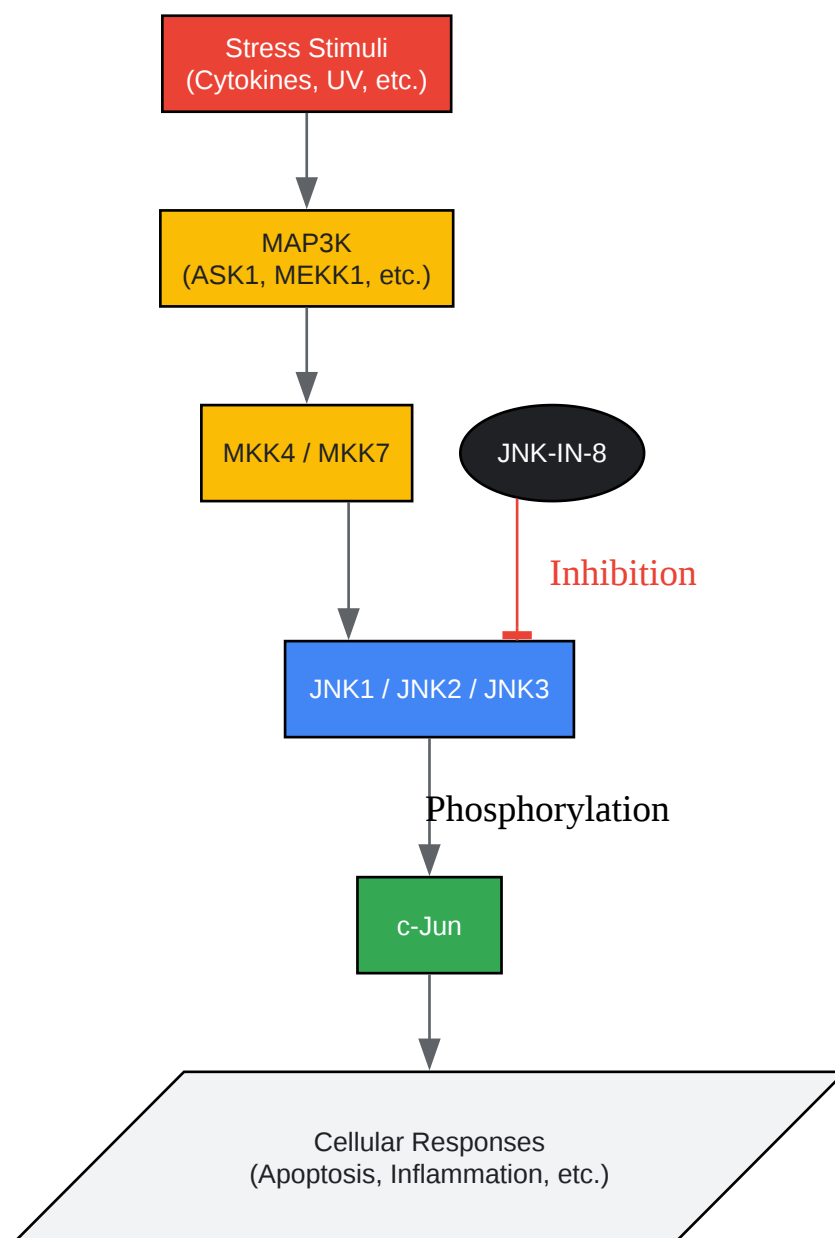 Stress Stimuli
(Cytokines, UV, etc.)
MAP3K
(ASK1, MEKK1, etc.)
MKK4 / MKK7
JNK-IN-8
Inhibition
JNK1 / JNK2 / JNK3
Phosphorylation
c-Jun
Cellular Responses
(Apoptosis, Inflammation, etc.)